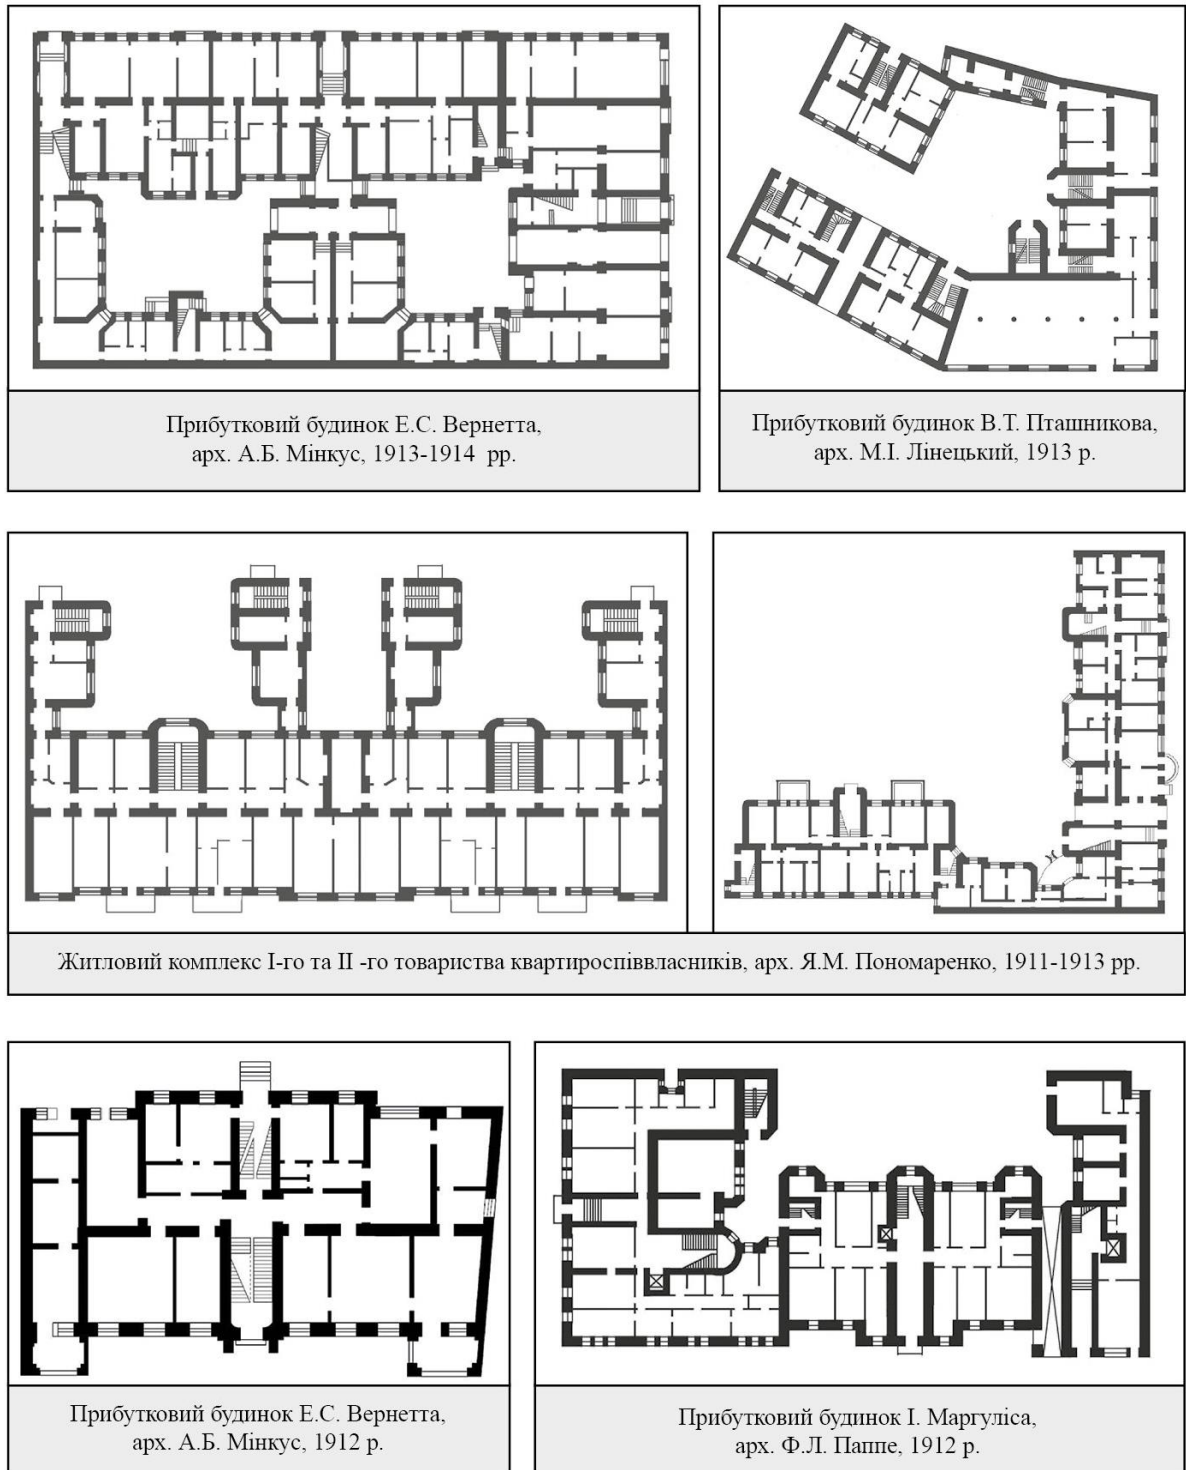 Прибутковий будинок Е.С. Вернетта,
арх. А.Б. Мінкус, 1913-1914 рр.
Прибутковий будинок В.Т. Пташникова,
арх. М.І. Лінецький, 1913 р.
Житловий комплекс І-го та ІІ -го товариства квартироспіввласників, арх. Я.М. Пономаренко, 1911-1913 рр.
Прибутковий будинок Е.С. Вернетта,
арх. А.Б. Мінкус, 1912 р.
Прибутковий будинок І. Маргуліса,
арх. Ф.Л. Паппе, 1912 р.